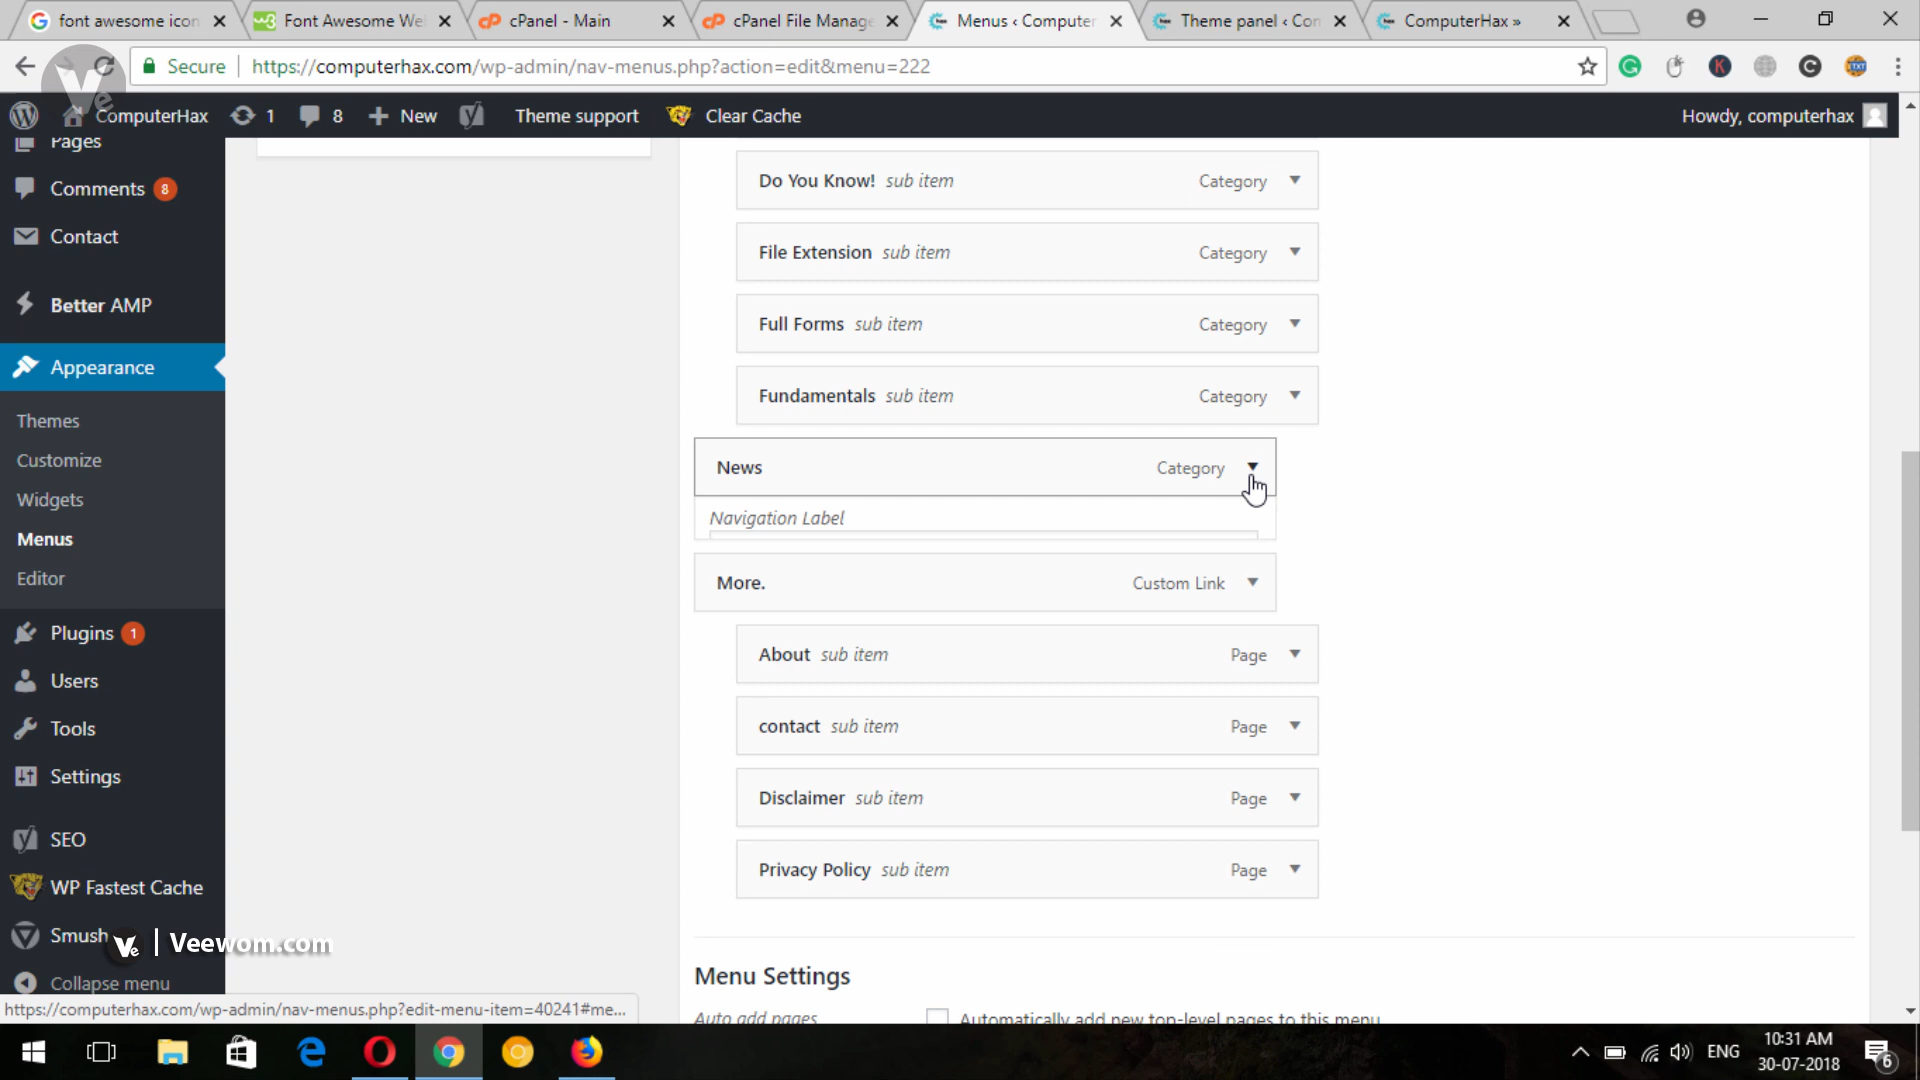 font awesome icon
Font Awesome We
cPanel - Main
cPanel File Manage
Menus ‹ Computer
Theme panel ‹ Con
ComputerHax »
Secure
https://computerhax.com/wp-admin/nav-menus.php?action=edit&menu=222
ComputerHax
1
8
New
Theme support
Clear Cache
Howdy, computerhax
Pages
Comments 8
Contact
Better AMP
Appearance
Themes
Customize
Widgets
Menus
Editor
Plugins 1
Users
Tools
Settings
SEO
WP Fastest Cache
Smush
Collapse menu
Do You Know! sub item Category
File Extension sub item Category
Full Forms sub item Category
Fundamentals sub item Category
News Category
Navigation Label
More. Custom Link
About sub item Page
contact sub item Page
Disclaimer sub item Page
Privacy Policy sub item Page
Menu Settings
Auto add pages
Automatically add new top-level pages to this menu
Ve | Veewom.com
https://computerhax.com/wp-admin/nav-menus.php?edit-menu-item=40241#me...
ENG
10:31 AM
30-07-2018
6